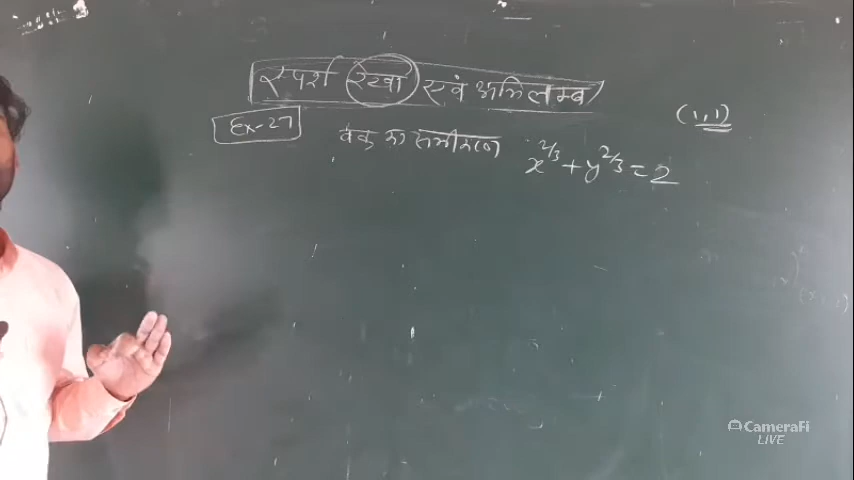 स्पर्श रेखा एवं अभिलम्ब
(1,1)
Ex-27
वक्र का समीकरण x^2/3 + y^2/3 = 2
CameraFi
LIVE